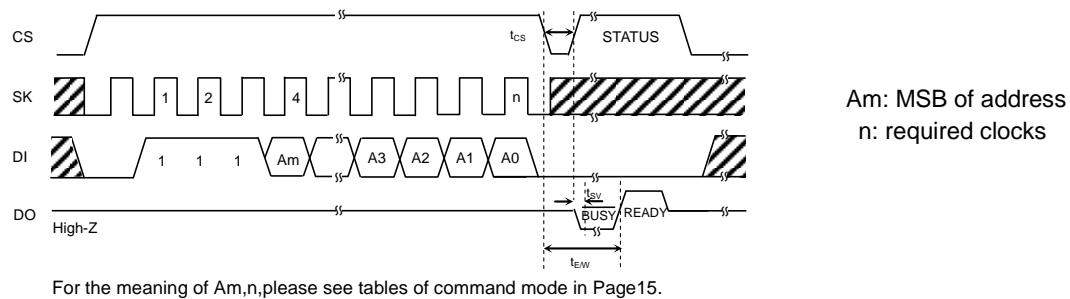 CS
tCS
STATUS
SK
1 2 4 n
DI
1 1 1 Am A3 A2 A1 A0
tSV
DO
BUSY READY
High-Z
tE/W
Am: MSB of address
n: required clocks
For the meaning of Am,n,please see tables of command mode in Page15.